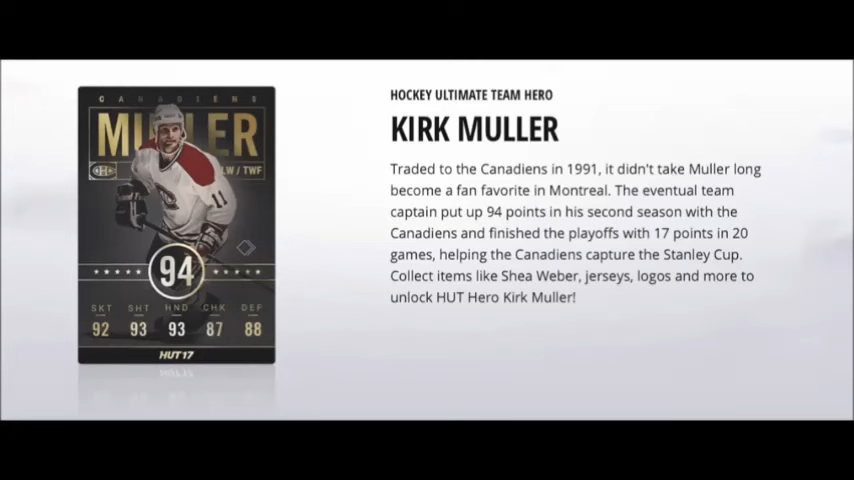 CANADIENS
MULLER
LW / TWF
11
94
SKT SHT HND CHK DEF
92 93 93 87 88
HUT 17
HOCKEY ULTIMATE TEAM HERO
KIRK MULLER
Traded to the Canadiens in 1991, it didn't take Muller long
become a fan favorite in Montreal. The eventual team
captain put up 94 points in his second season with the
Canadiens and finished the playoffs with 17 points in 20
games, helping the Canadiens capture the Stanley Cup.
Collect items like Shea Weber, jerseys, logos and more to
unlock HUT Hero Kirk Muller!